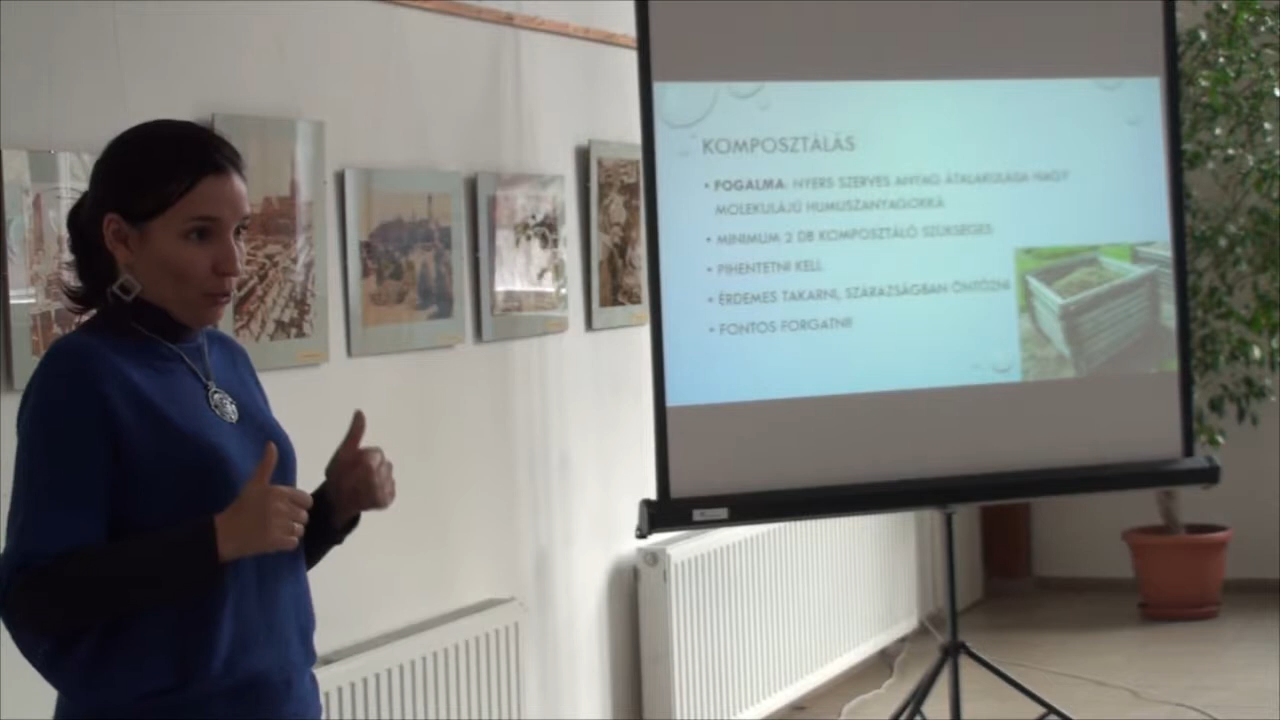 KOMPOSZTÁLÁS
• FOGALMA: NYERS SZERVES ANYAG ÁTALAKULÁSA NAGY
MOLEKULÁJÚ HUMUSZANYAGOKKÁ
• MINIMUM 2 DB KOMPOSZTÁLÓ SZÜKSÉGES
• PIHENTETNI KELL
• ÉRDEMES TAKARNI, SZÁRAZSÁGBAN ÖNTÖZNI
• FONTOS FORGATNI!